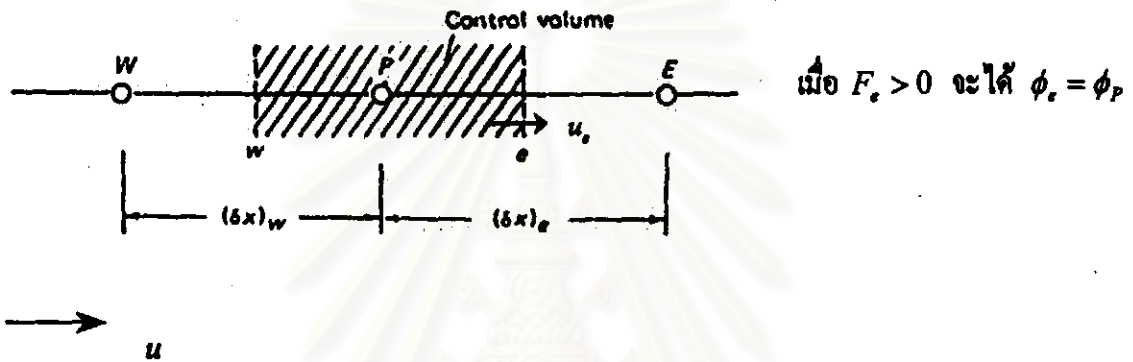 Control volume
W P E
เมื่อ F_e > 0 จะได้ ϕ_e = ϕ_P
u_e
w e
(δx)_w (δx)_e
u